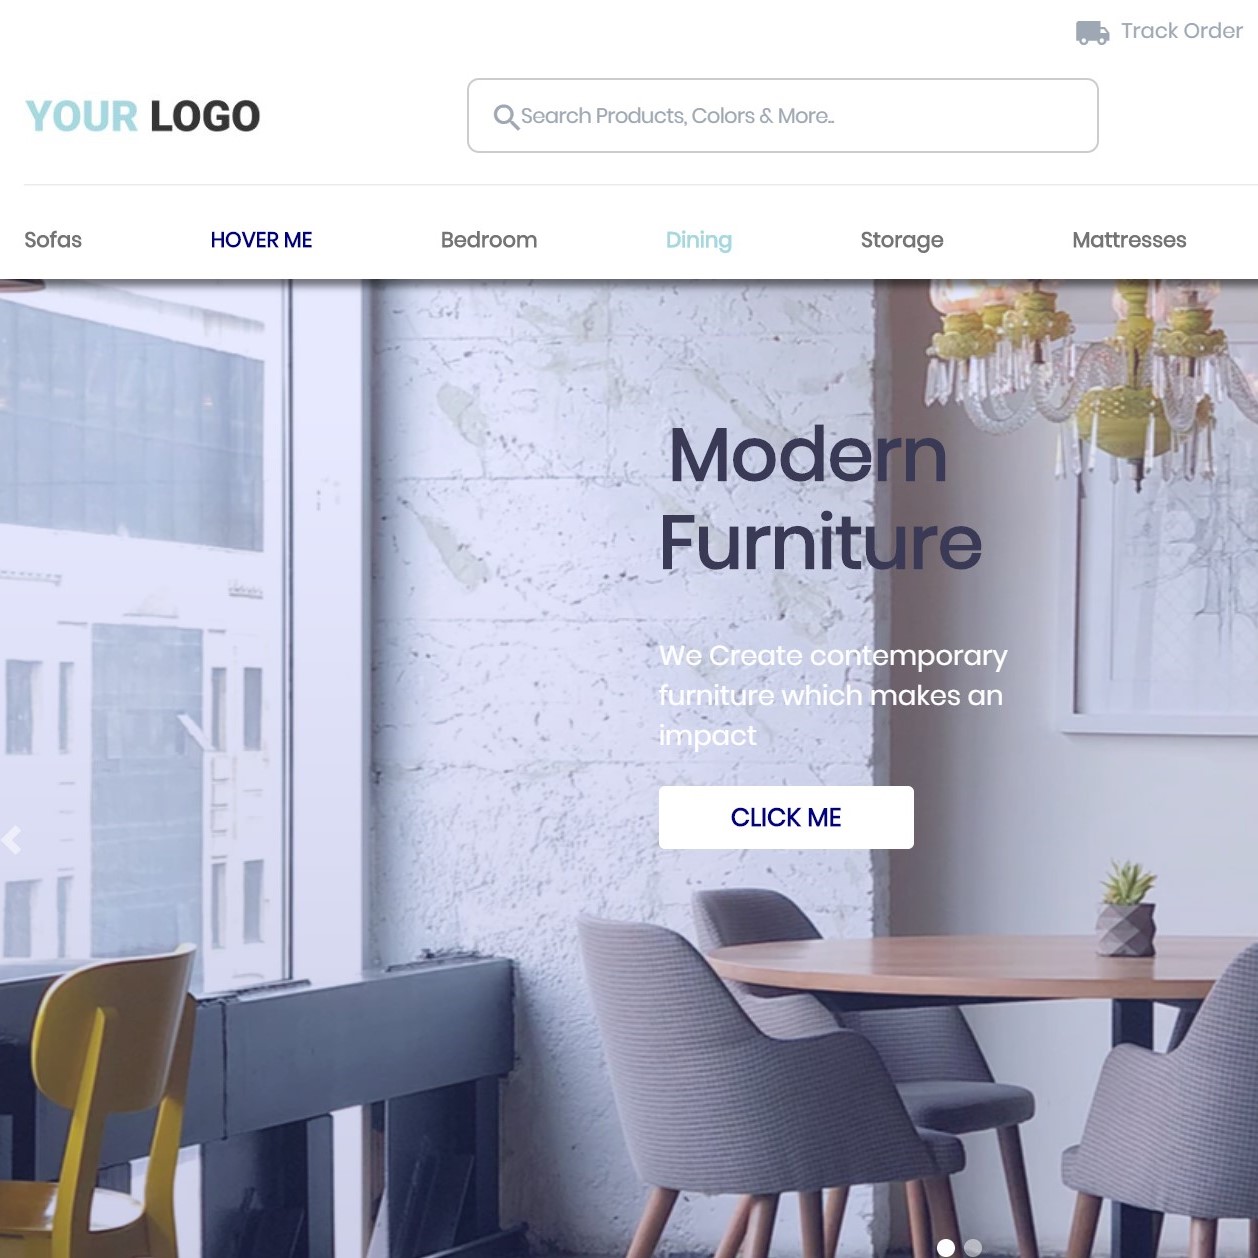 Track Order
YOUR LOGO
Search Products, Colors & More..
Sofas
HOVER ME
Bedroom
Dining
Storage
Mattresses
Modern
Furniture
We Create contemporary
furniture which makes an
impact
CLICK ME